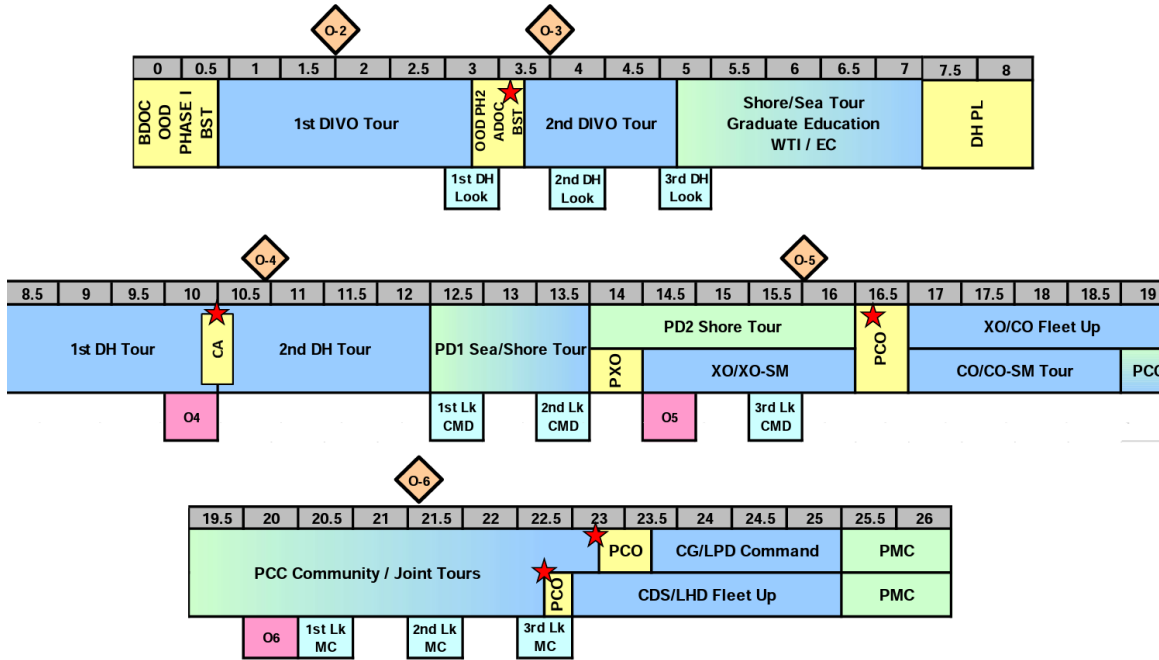 O-2
O-3
0 0.5 1 1.5 2 2.5 3 3.5 4 4.5 5 5.5 6 6.5 7 7.5 8
BDOC
OOD
PHASE I
BST
1st DIVO Tour
OOD PH2
ADOC
BST
2nd DIVO Tour
Shore/Sea Tour
Graduate Education
WTI / EC
DH PL
1st DH
Look
2nd DH
Look
3rd DH
Look
O-4
O-5
8.5 9 9.5 10 10.5 11 11.5 12 12.5 13 13.5 14 14.5 15 15.5 16 16.5 17 17.5 18 18.5 19
1st DH Tour
CA
2nd DH Tour
PD1 Sea/Shore Tour
PD2 Shore Tour
PXO
XO/XO-SM
PCO
XO/CO Fleet Up
CO/CO-SM Tour
PCO
O4
1st Lk
CMD
2nd Lk
CMD
O5
3rd Lk
CMD
O-6
19.5 20 20.5 21 21.5 22 22.5 23 23.5 24 24.5 25 25.5 26
PCC Community / Joint Tours
PCO
CG/LPD Command
PMC
PCO
CDS/LHD Fleet Up
PMC
O6
1st Lk
MC
2nd Lk
MC
3rd Lk
MC